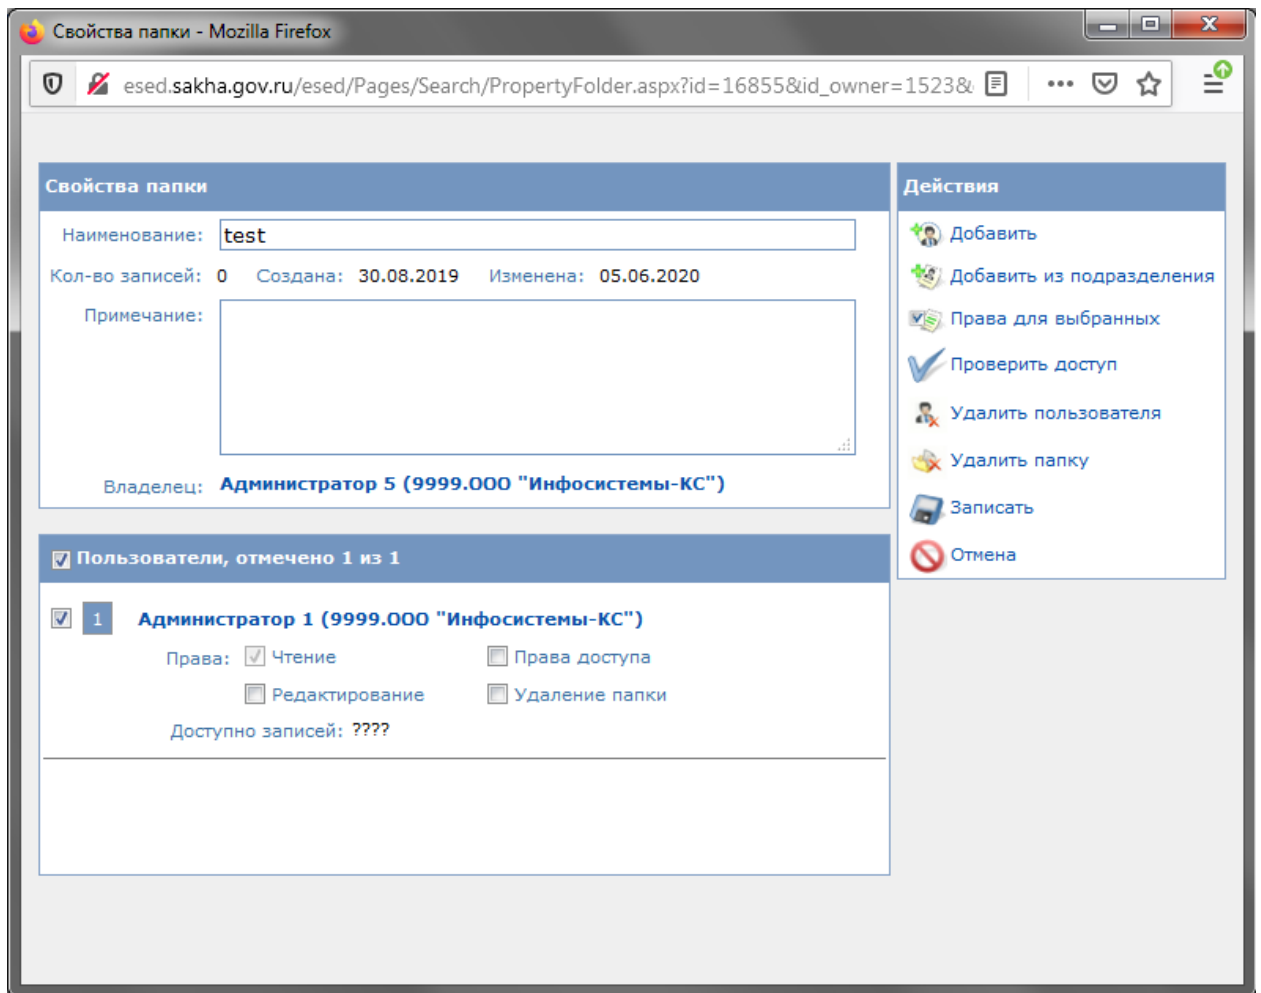 Свойства папки - Mozilla Firefox
esed.sakha.gov.ru/esed/Pages/Search/PropertyFolder.aspx?id=16855&id_owner=1523&
Свойства папки
Наименование: test
Кол-во записей: 0 Создана: 30.08.2019 Изменена: 05.06.2020
Примечание:
Владелец: Администратор 5 (9999.ООО "Инфосистемы-КС")
Пользователи, отмечено 1 из 1
1 Администратор 1 (9999.ООО "Инфосистемы-КС")
Права: Чтение Права доступа
Редактирование Удаление папки
Доступно записей: ????
Действия
Добавить
Добавить из подразделения
Права для выбранных
Проверить доступ
Удалить пользователя
Удалить папку
Записать
Отмена